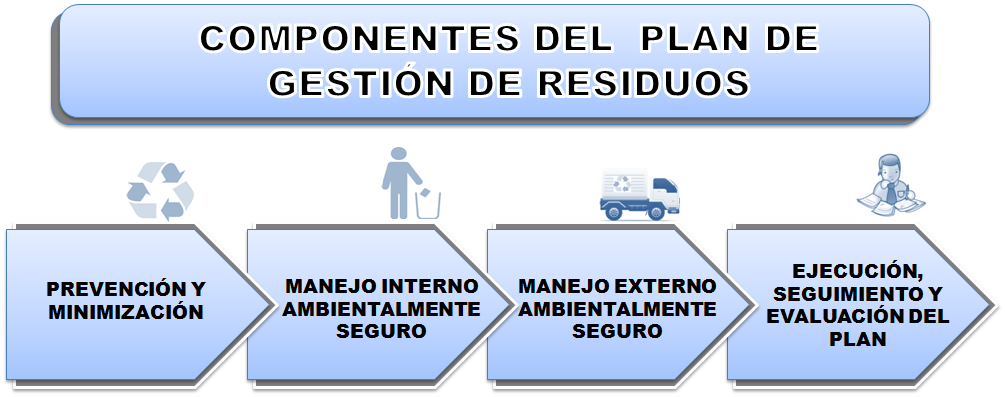 COMPONENTES DEL PLAN DE
GESTIÓN DE RESIDUOS
PREVENCIÓN Y
MINIMIZACIÓN
MANEJO INTERNO
AMBIENTALMENTE
SEGURO
MANEJO EXTERNO
AMBIENTALMENTE
SEGURO
EJECUCIÓN,
SEGUIMIENTO Y
EVALUACIÓN DEL
PLAN